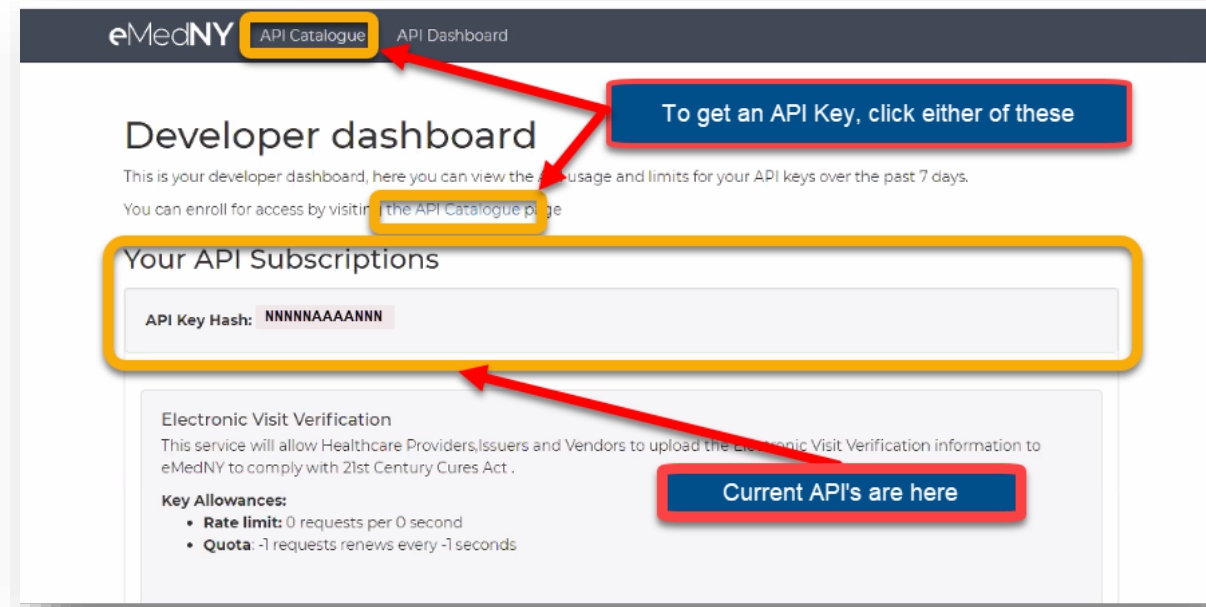 eMedNY API Catalogue API Dashboard
To get an API Key, click either of these
Developer dashboard
This is your developer dashboard, here you can view the usage and limits for your API keys over the past 7 days.
You can enroll for access by visiting the API Catalogue page
Your API Subscriptions
API Key Hash: NNNNNAAAANNN
Electronic Visit Verification
This service will allow Healthcare Providers,Issuers and Vendors to upload the Electronic Visit Verification information to
eMedNY to comply with 21st Century Cures Act .
Current API's are here
Key Allowances:
• Rate limit: 0 requests per 0 second
• Quota: -1 requests renews every -1 seconds